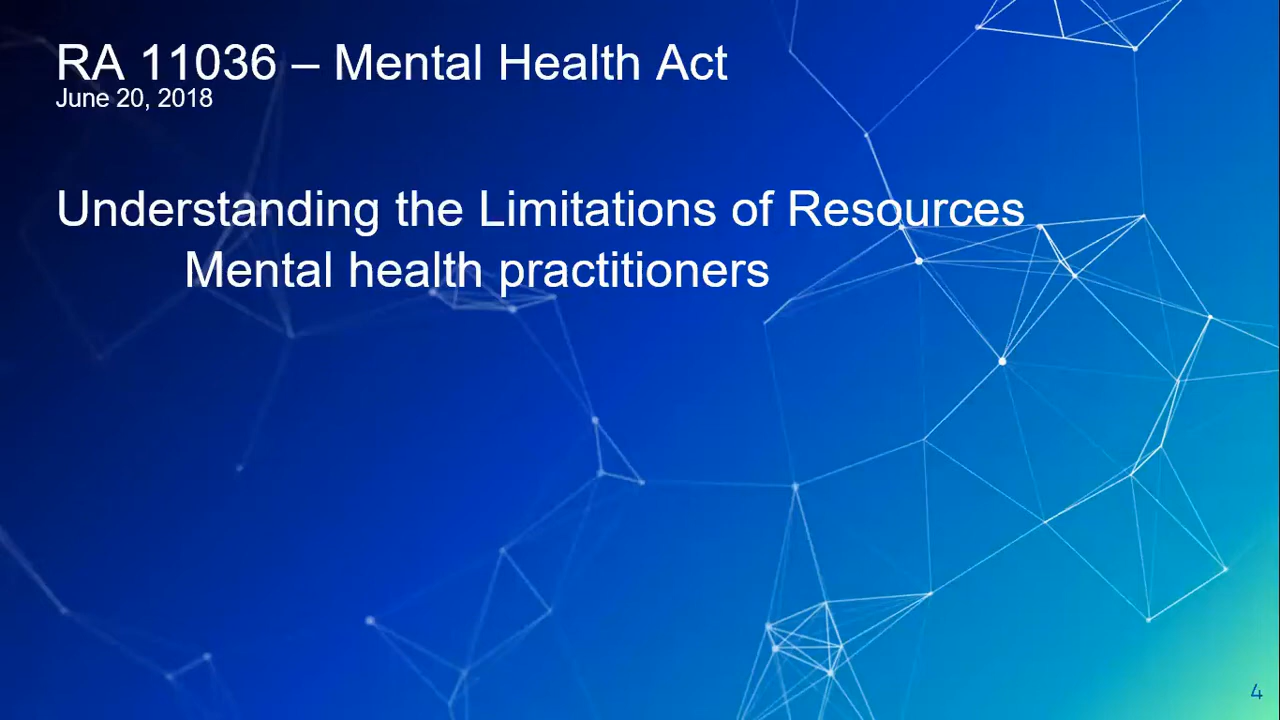 RA 11036 – Mental Health Act
June 20, 2018
Understanding the Limitations of Resources
Mental health practitioners
4